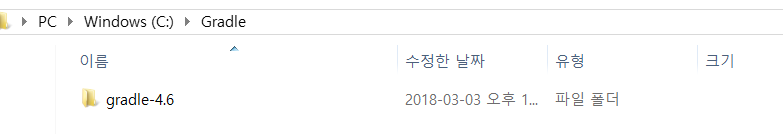 PC Windows (C:) Gradle
이름 수정한 날짜 유형 크기
gradle-4.6 2018-03-03 오후 1... 파일 폴더